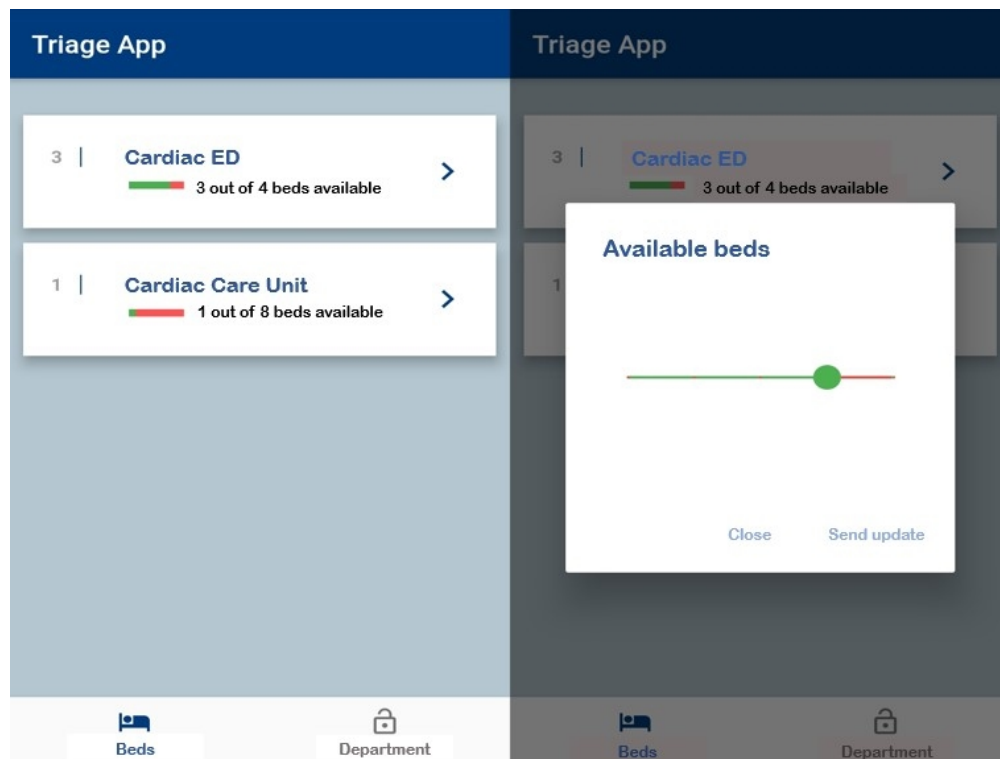 Triage App
3 | Cardiac ED
3 out of 4 beds available
1 | Cardiac Care Unit
1 out of 8 beds available
Beds
Department
Triage App
3 | Cardiac ED
3 out of 4 beds available
1
Available beds
Close
Send update
Beds
Department